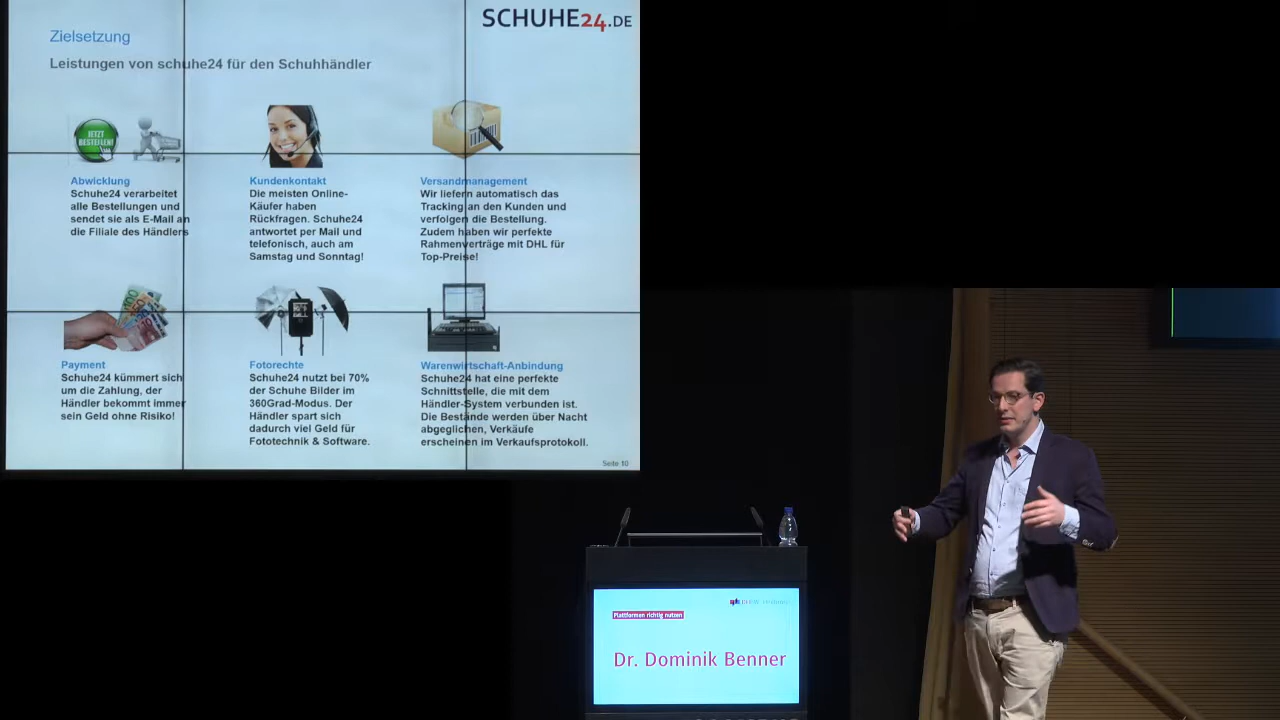 SCHUHE24.DE
Zielsetzung
Leistungen von schuhe24 für den Schuhhändler
JETZT
BESTELLEN!
Abwicklung
Schuhe24 verarbeitet
alle Bestellungen und
sendet sie als E-Mail an
die Filiale des Händlers
Kundenkontakt
Die meisten Online-
Käufer haben
Rückfragen. Schuhe24
antwortet per Mail und
telefonisch, auch am
Samstag und Sonntag!
Versandmanagement
Wir liefern automatisch das
Tracking an den Kunden und
verfolgen die Bestellung.
Zudem haben wir perfekte
Rahmenverträge mit DHL für
Top-Preise!
Payment
Schuhe24 kümmert sich
um die Zahlung, der
Händler bekommt immer
sein Geld ohne Risiko!
Fotorechte
Schuhe24 nutzt bei 70%
der Schuhe Bilder im
360Grad-Modus. Der
Händler spart sich
dadurch viel Geld für
Fototechnik & Software.
Warenwirtschaft-Anbindung
Schuhe24 hat eine perfekte
Schnittstelle, die mit dem
Händler-System verbunden ist.
Die Bestände werden über Nacht
abgeglichen, Verkäufe
erscheinen im Verkaufsprotokoll.
Seite 10
Plattformen richtig nutzen
Dr. Dominik Benner